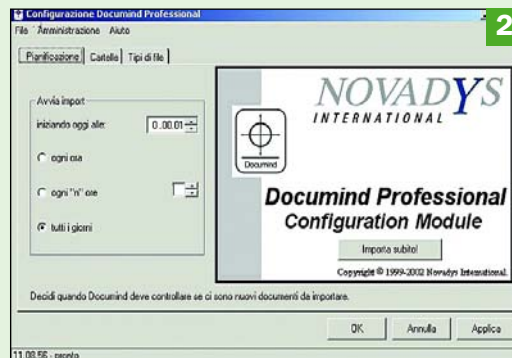 Configurazione Documind Professional
2
File Amministrazione Aiuto
Pianificazione Cartelle Tipi di file
Avvia import
iniziando oggi alle: 0.00.01
ogni ora
ogni "n" ore
tutti i giorni
NOVADYS
INTERNATIONAL
Documind
Documind Professional
Configuration Module
Importa subito!
Copyright © 1999-2002 Novadys International.
Decidi quando Documind deve controllare se ci sono nuovi documenti da importare.
OK Annulla Applica
11.08.56 - pronto